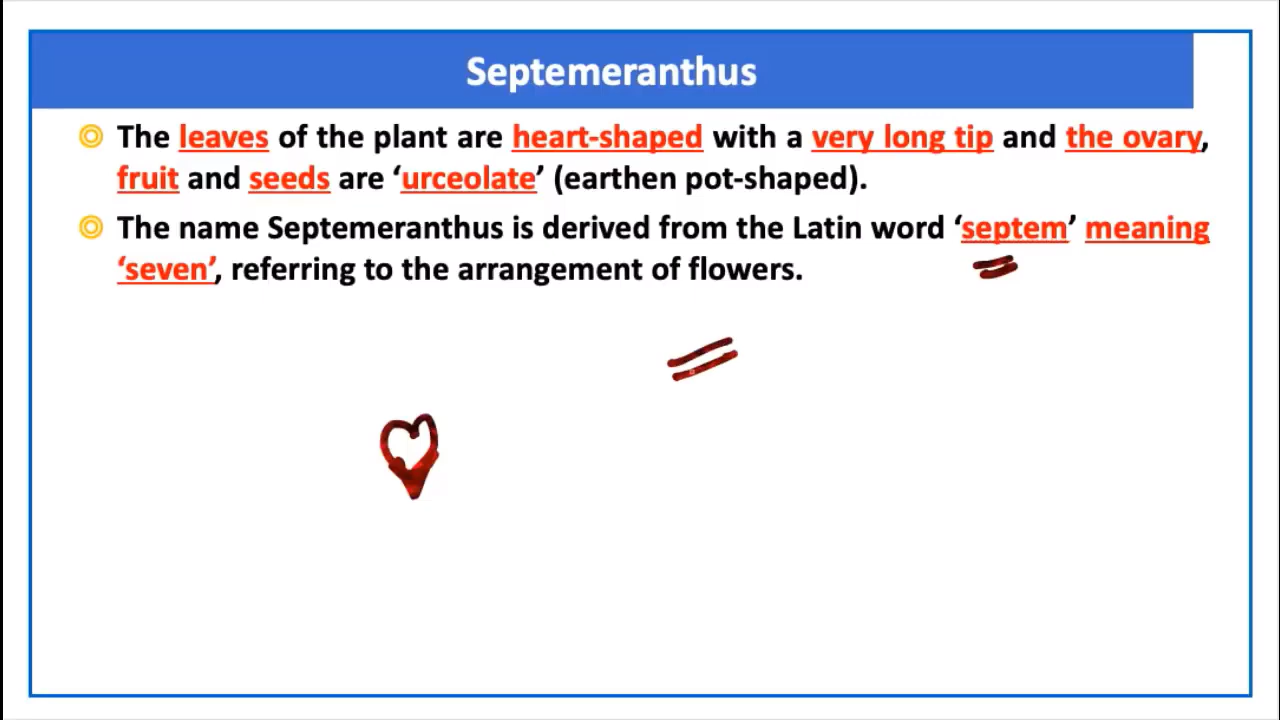 Septemeranthus
The leaves of the plant are heart-shaped with a very long tip and the ovary,
fruit and seeds are ‘urceolate’ (earthen pot-shaped).
The name Septemeranthus is derived from the Latin word ‘septem’ meaning
‘seven’, referring to the arrangement of flowers.